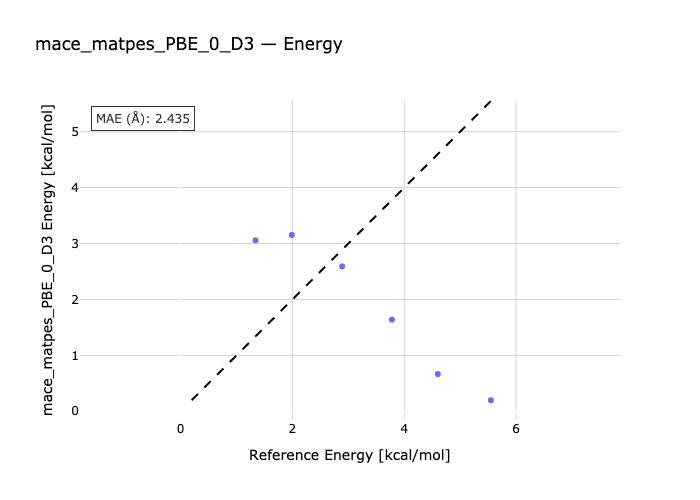 mace_matpes_PBE_0_D3 — Energy
MAE (Å): 2.435
mace_matpes_PBE_0_D3 Energy [kcal/mol]
5
4
3
2
1
0
0
2
4
6
Reference Energy [kcal/mol]